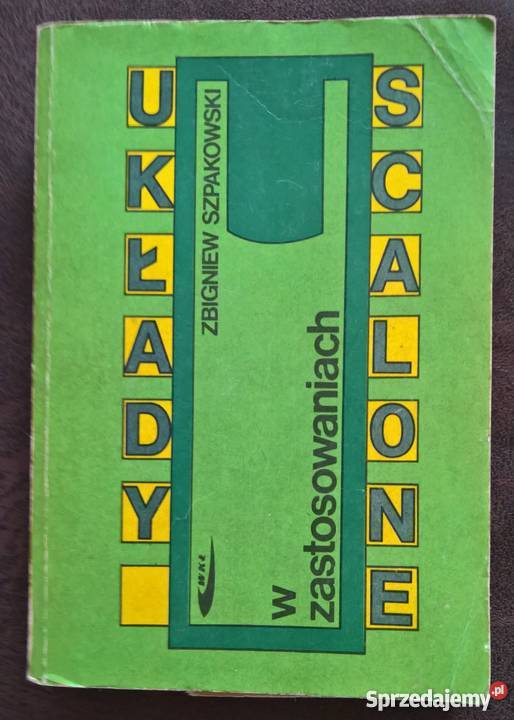 UKŁADY
SCALONE
ZBIGNIEW SZPAKOWSKI
w
zastosowaniach
WKŁ
Sprzedajemy.pl